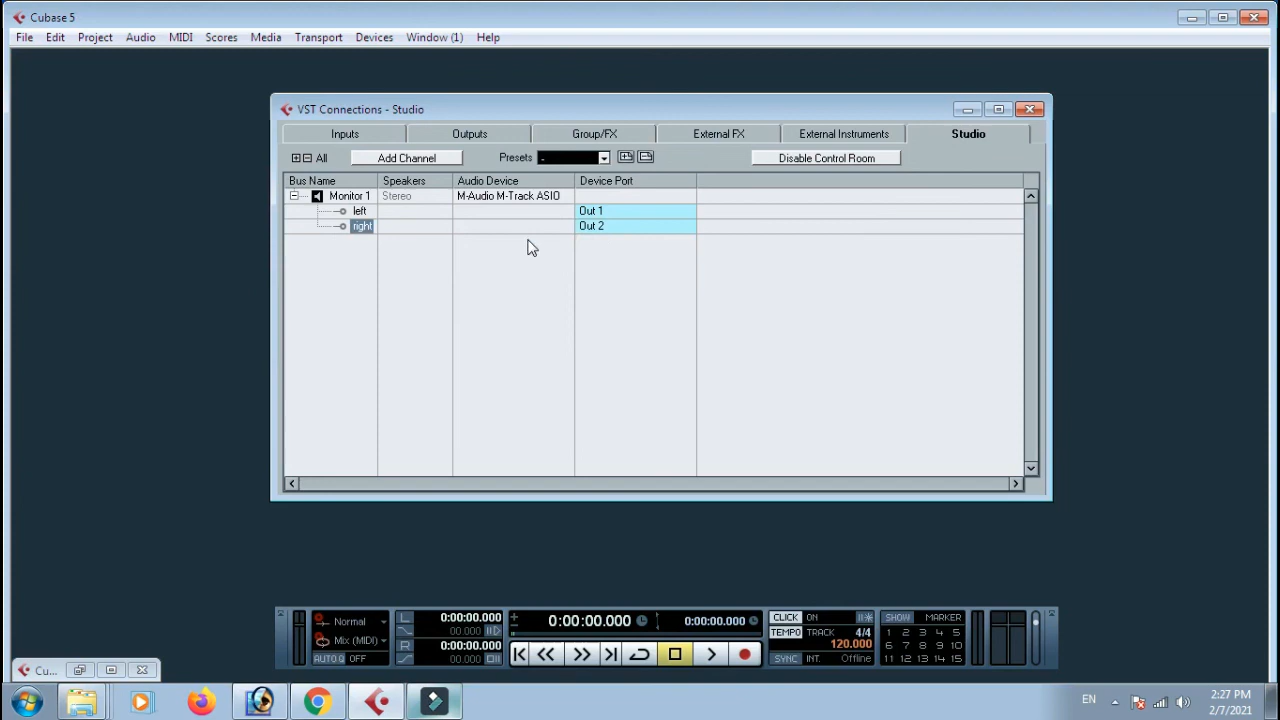 Cubase 5
File Edit Project Audio MIDI Scores Media Transport Devices Window (1) Help
VST Connections - Studio
Inputs Outputs Group/FX External FX External Instruments Studio
All Add Channel Presets - Disable Control Room
Bus Name Speakers Audio Device Device Port
Monitor 1 Stereo M-Audio M-Track ASIO
left Out 1
right Out 2
Normal L 0:00:00.000 0:00:00.000 0:00:00.000 CLICK ON SHOW MARKER
00.000 TEMPO TRACK 4/4 1 2 3 4 5
Mix (MIDI) R 0:00:00.000 120.000 6 7 8 9 10
AUTO Q OFF 00.000 SYNC INT. Offline 11 12 13 14 15
Cu...
EN 2:27 PM
2/7/2021